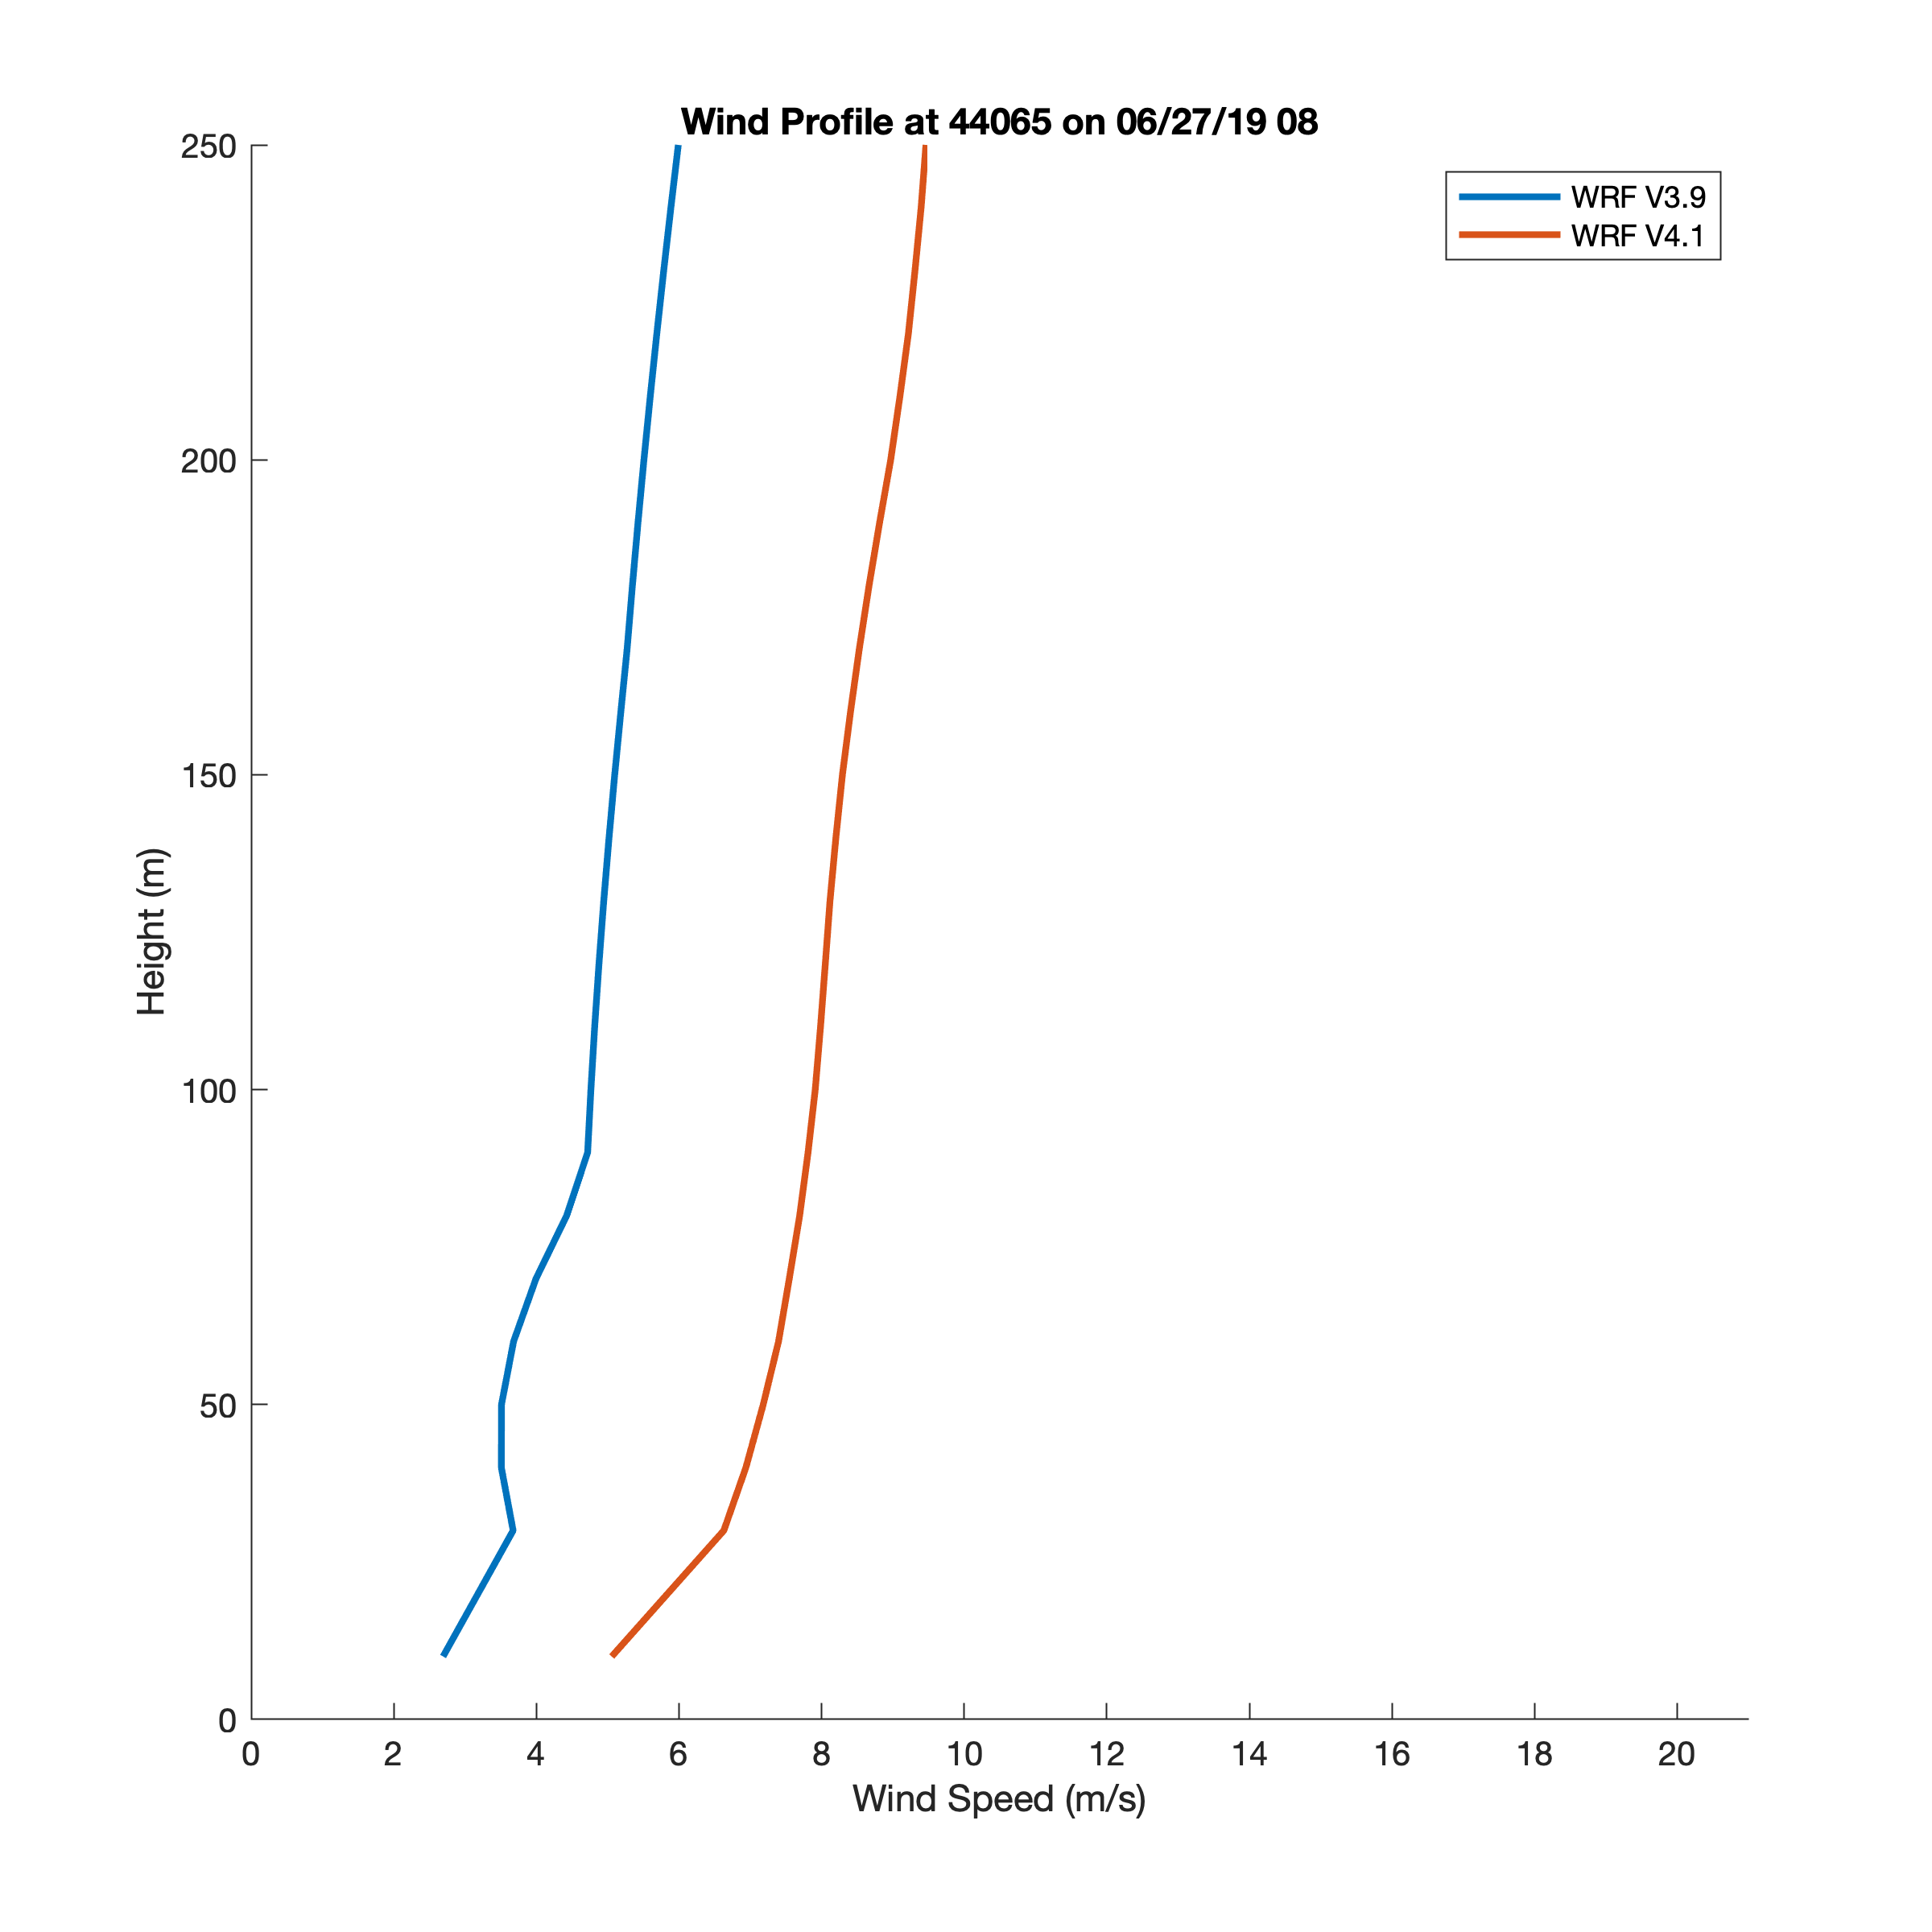 Wind Profile at 44065 on 06/27/19 08
WRF V3.9
WRF V4.1
250
200
150
100
50
0
Height (m)
0 2 4 6 8 10 12 14 16 18 20
Wind Speed (m/s)